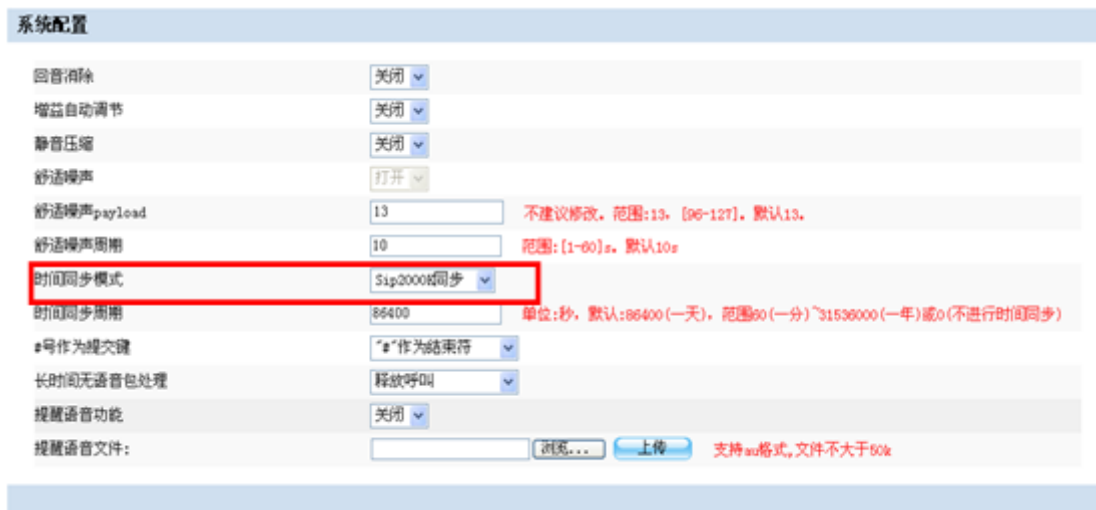 系统配置
回音消除 关闭
增益自动调节 关闭
静音压缩 关闭
舒适噪声 打开
舒适噪声payload 13 不建议修改。范围:13, [96-127]。默认13。
舒适噪声周期 10 范围:[1-60]s。默认10s
时间同步模式 Sip2000K同步
时间同步周期 86400 单位:秒, 默认:86400(一天), 范围60(一分)~31536000(一年)或0(不进行时间同步)
#号作为提交键 "#"作为结束符
长时间无语音包处理 释放呼叫
提醒语音功能 关闭
提醒语音文件: 浏览... 上传 支持au格式,文件不大于50k